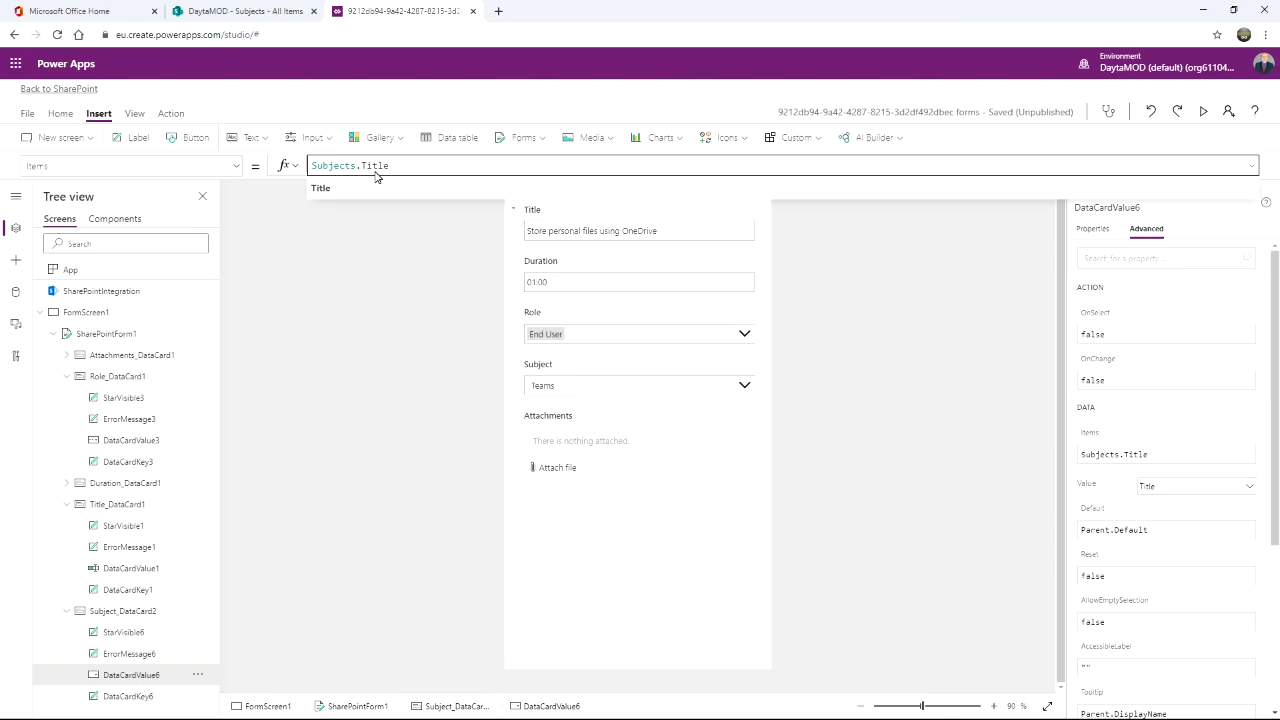 Microsoft Office Home
DaytaMOD - Subjects - All Items
9212db94-9a42-4287-8215-3d2
eu.create.powerapps.com/studio/#
Power Apps
Environment
DaytaMOD (default) (org61104...
Back to SharePoint
File Home Insert View Action
9212db94-9a42-4287-8215-3d2df492dbec forms - Saved (Unpublished)
New screen Label Button Text Input Gallery Data table Forms Media Charts Icons Custom AI Builder
Items = fx Subjects.Title
Title
Tree view
Screens Components
Search
App
SharePointIntegration
FormScreen1
SharePointForm1
Attachments_DataCard1
Role_DataCard1
StarVisible3
ErrorMessage3
DataCardValue3
DataCardKey3
Duration_DataCard1
Title_DataCard1
StarVisible1
ErrorMessage1
DataCardValue1
DataCardKey1
Subject_DataCard2
StarVisible6
ErrorMessage6
DataCardValue6 ...
DataCardKey6
Title
Store personal files using OneDrive
Duration
01:00
Role
End User
Subject
Teams
Attachments
There is nothing attached.
Attach file
DataCardValue6
Properties Advanced
Search for a property ...
ACTION
OnSelect
false
OnChange
false
DATA
Items
Subjects.Title
Value Title
Default
Parent.Default
Reset
false
AllowEmptySelection
false
AccessibleLabel
""
Tooltip
Parent.DisplayName
FormScreen1 SharePointForm1 Subject_DataCar... DataCardValue6
90 %